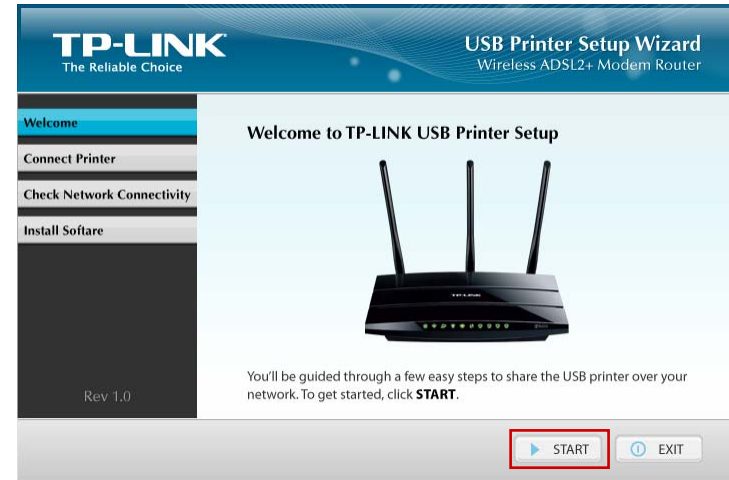 TP-LINK
The Reliable Choice
USB Printer Setup Wizard
Wireless ADSL2+ Modem Router
Welcome
Connect Printer
Check Network Connectivity
Install Softare
Rev 1.0
Welcome to TP-LINK USB Printer Setup
TP-LINK
You'll be guided through a few easy steps to share the USB printer over your
network. To get started, click START.
START
EXIT